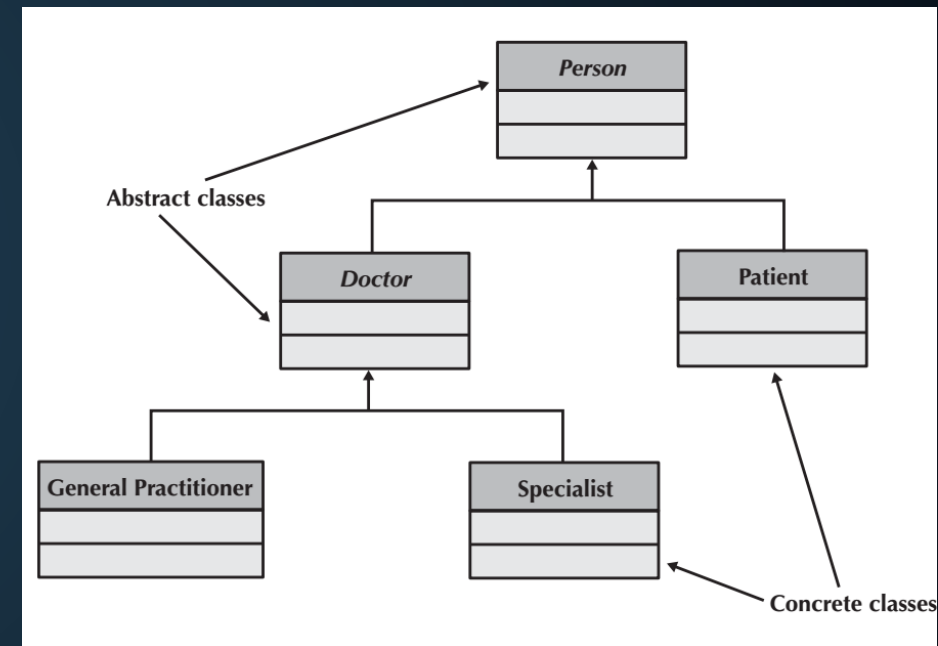 Person
Abstract classes
Doctor
Patient
General Practitioner
Specialist
Concrete classes